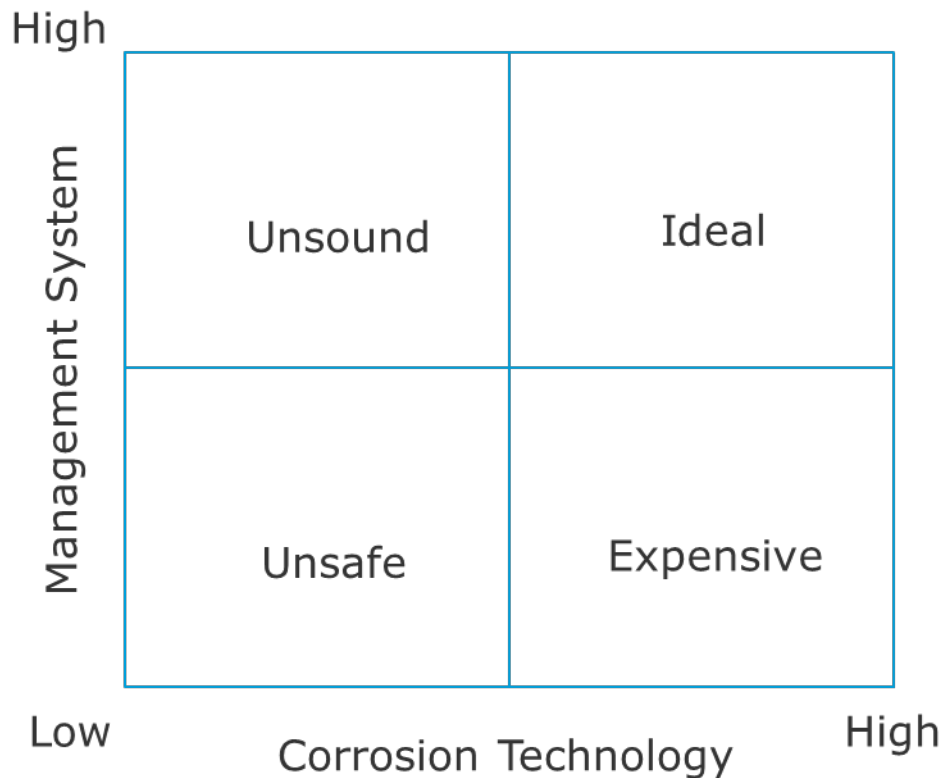 High
Management System
Unsound
Ideal
Unsafe
Expensive
Low
Corrosion Technology
High